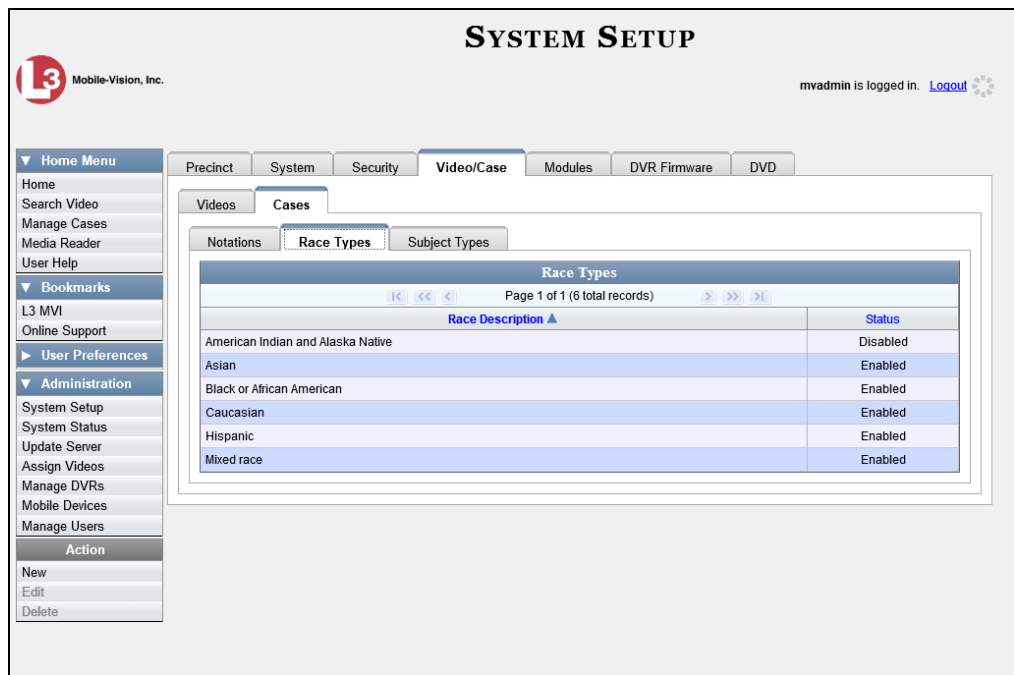 SYSTEM SETUP
L3 Mobile-Vision, Inc.
mvadmin is logged in. Logout
▼ Home Menu
Home
Search Video
Manage Cases
Media Reader
User Help
▼ Bookmarks
L3 MVI
Online Support
▶ User Preferences
▼ Administration
System Setup
System Status
Update Server
Assign Videos
Manage DVRs
Mobile Devices
Manage Users
Action
New
Edit
Delete
Precinct System Security Video/Case Modules DVR Firmware DVD
Videos Cases
Notations Race Types Subject Types
Race Types
|< << < Page 1 of 1 (6 total records) > >> >|
Race Description ▲ Status
American Indian and Alaska Native Disabled
Asian Enabled
Black or African American Enabled
Caucasian Enabled
Hispanic Enabled
Mixed race Enabled